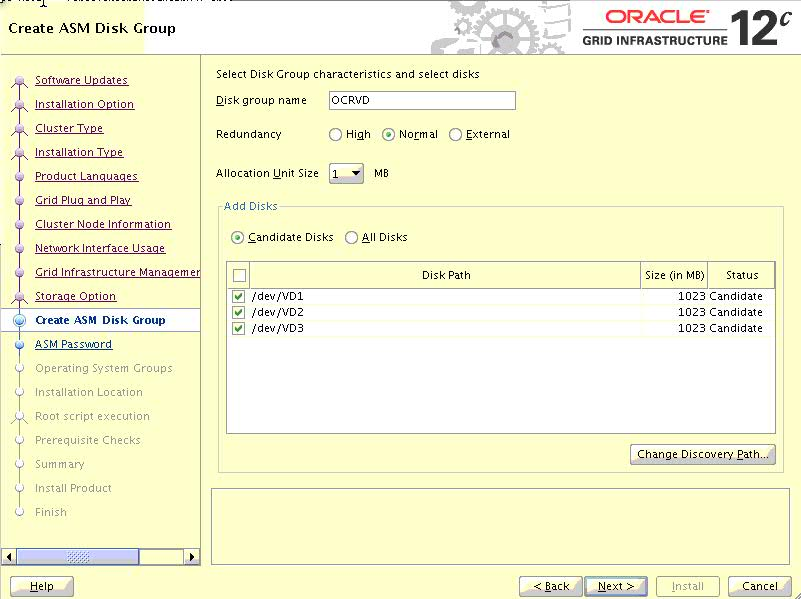 Create ASM Disk Group
ORACLE®
GRID INFRASTRUCTURE 12c
Software Updates
Installation Option
Cluster Type
Installation Type
Product Languages
Grid Plug and Play
Cluster Node Information
Network Interface Usage
Grid Infrastructure Managemen
Storage Option
Create ASM Disk Group
ASM Password
Operating System Groups
Installation Location
Root script execution
Prerequisite Checks
Summary
Install Product
Finish
Select Disk Group characteristics and select disks
Disk group name OCRVD
Redundancy High Normal External
Allocation Unit Size 1 MB
Add Disks
Candidate Disks All Disks
Disk Path Size (in MB) Status
/dev/VD1 1023 Candidate
/dev/VD2 1023 Candidate
/dev/VD3 1023 Candidate
Change Discovery Path...
Help < Back Next > Install Cancel